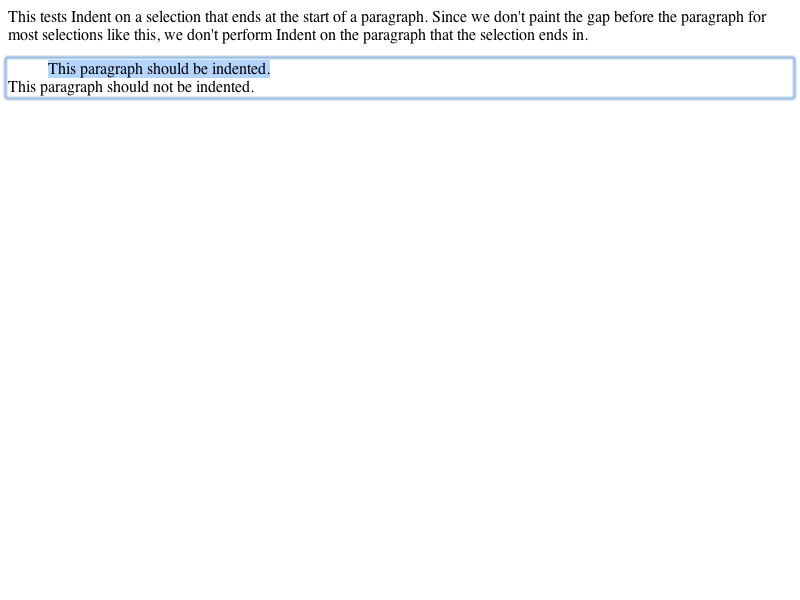 This tests Indent on a selection that ends at the start of a paragraph. Since we don't paint the gap before the paragraph for
most selections like this, we don't perform Indent on the paragraph that the selection ends in.
This paragraph should be indented.
This paragraph should not be indented.